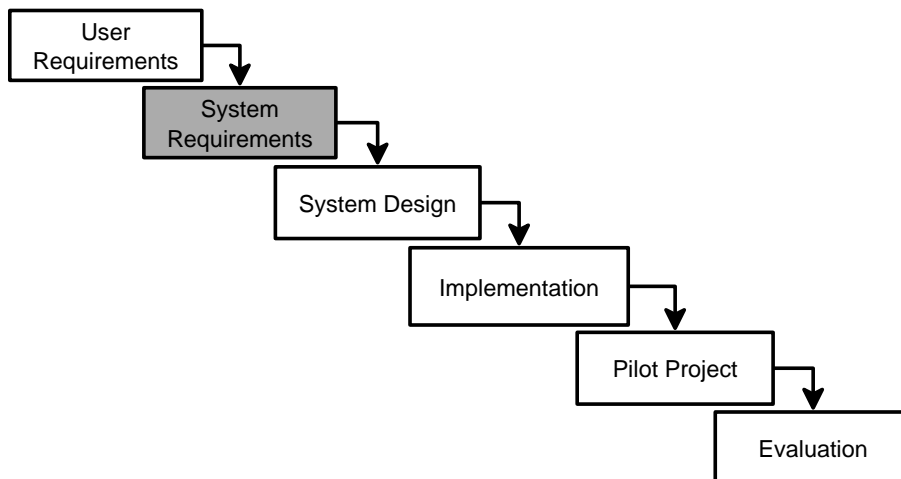 User
Requirements
System
Requirements
System Design
Implementation
Pilot Project
Evaluation